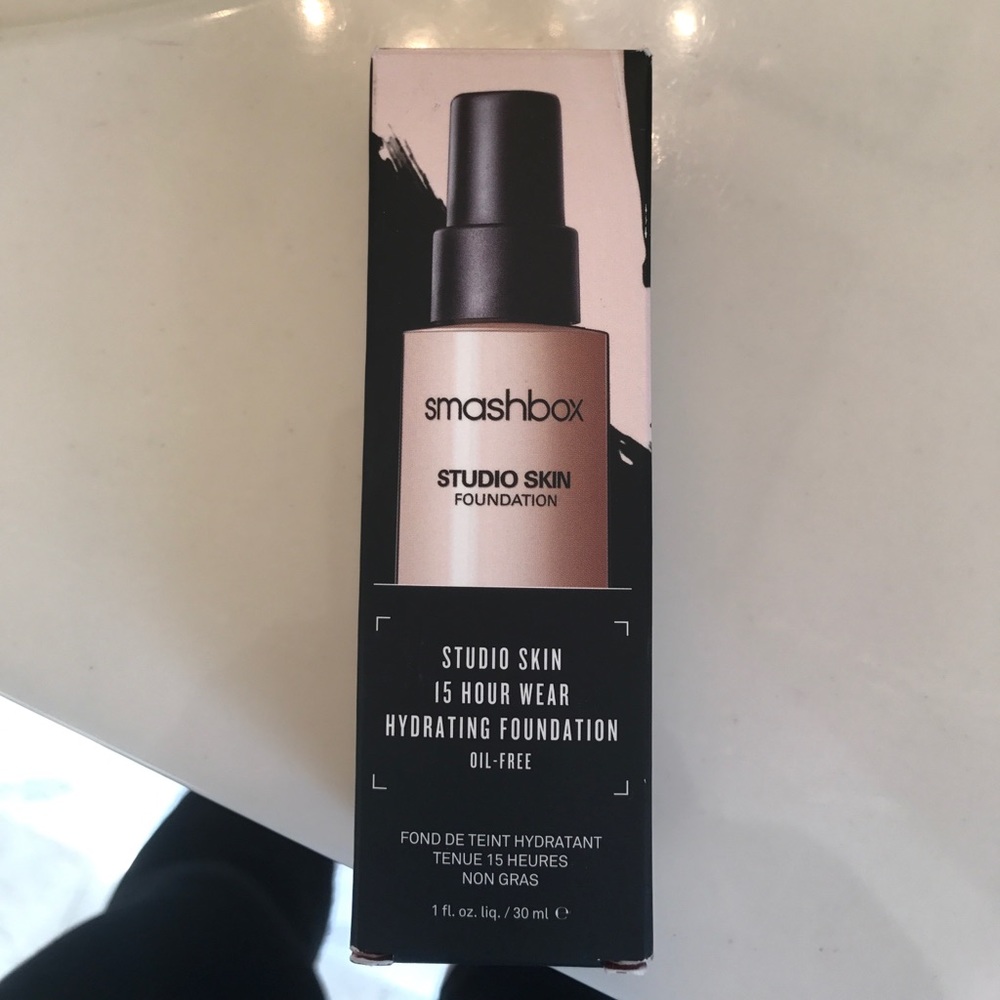 smashbox
STUDIO SKIN
FOUNDATION
STUDIO SKIN
15 HOUR WEAR
HYDRATING FOUNDATION
OIL-FREE
FOND DE TEINT HYDRATANT
TENUE 15 HEURES
NON GRAS
1 fl. oz. liq. / 30 ml ℮